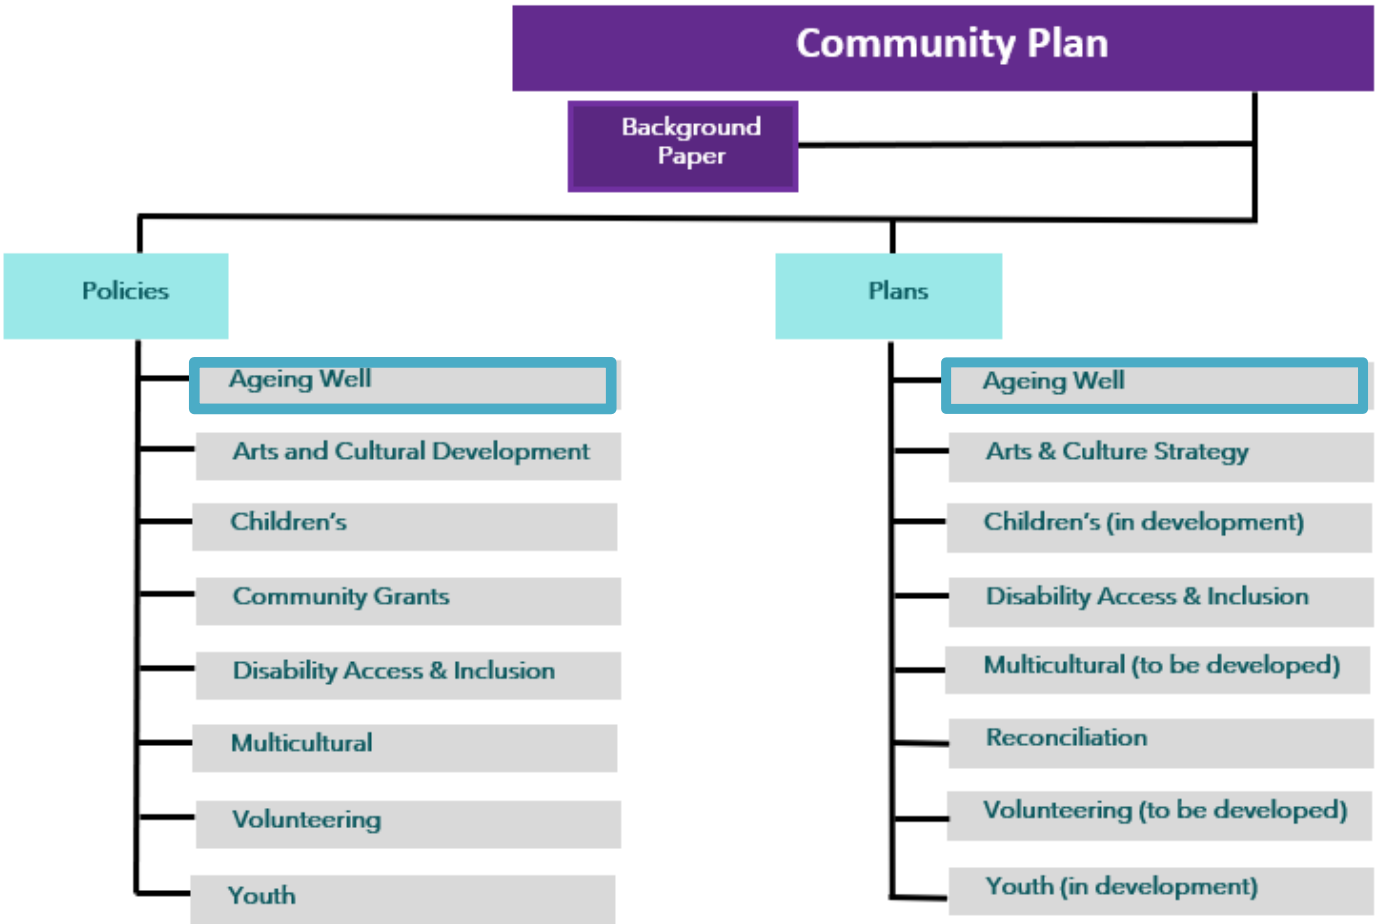 Community Plan
Background
Paper
Policies
Ageing Well
Arts and Cultural Development
Children’s
Community Grants
Disability Access & Inclusion
Multicultural
Volunteering
Youth
Plans
Ageing Well
Arts & Culture Strategy
Children’s (in development)
Disability Access & Inclusion
Multicultural (to be developed)
Reconciliation
Volunteering (to be developed)
Youth (in development)